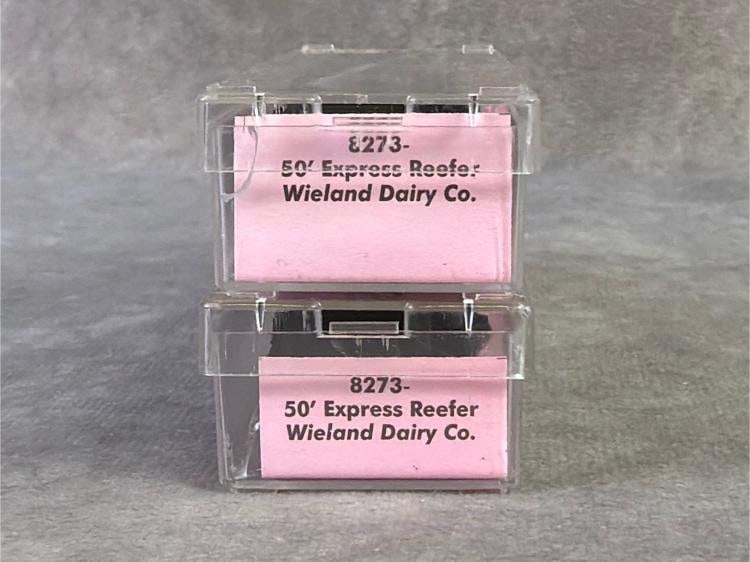 8273-
50' Express Reefer
Wieland Dairy Co.
8273-
50' Express Reefer
Wieland Dairy Co.